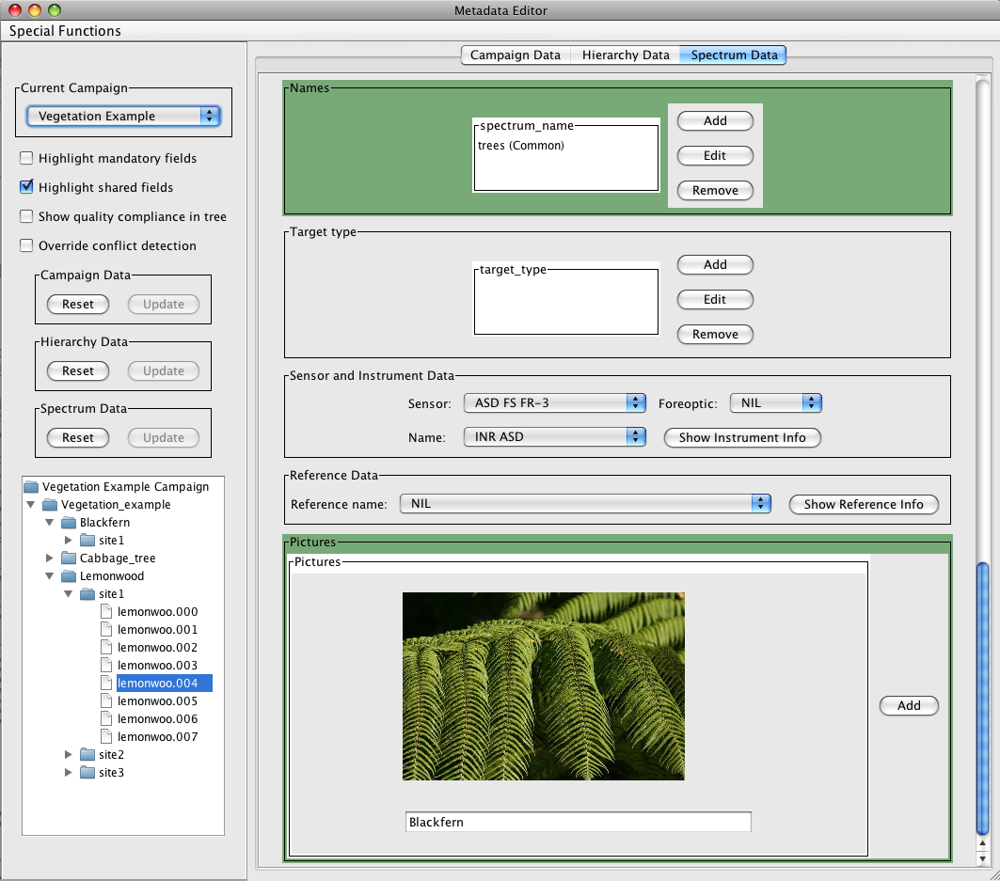 Metadata Editor
Special Functions
Campaign Data Hierarchy Data Spectrum Data
Current Campaign
Vegetation Example
Highlight mandatory fields
Highlight shared fields
Show quality compliance in tree
Override conflict detection
Campaign Data
Reset Update
Hierarchy Data
Reset Update
Spectrum Data
Reset Update
Vegetation Example Campaign
Vegetation_example
Blackfern
site1
Cabbage_tree
Lemonwood
site1
lemonwoo.000
lemonwoo.001
lemonwoo.002
lemonwoo.003
lemonwoo.004
lemonwoo.005
lemonwoo.006
lemonwoo.007
site2
site3
Names
spectrum_name
trees (Common)
Add
Edit
Remove
Target type
target_type
Add
Edit
Remove
Sensor and Instrument Data
Sensor: ASD FS FR-3 Foreoptic: NIL
Name: INR ASD Show Instrument Info
Reference Data
Reference name: NIL Show Reference Info
Pictures
Pictures
Add
Blackfern